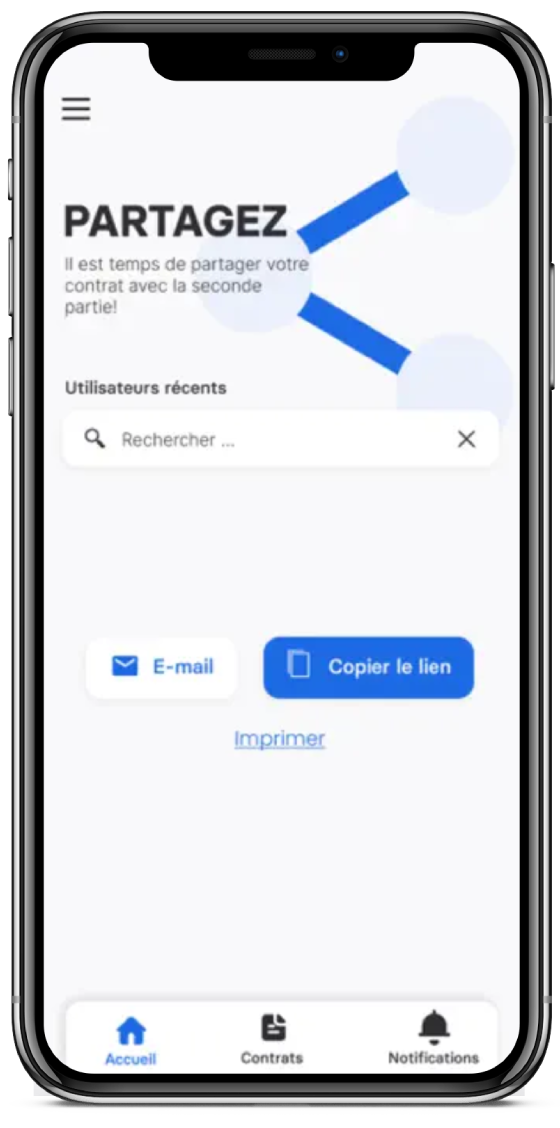 PARTAGEZ
Il est temps de partager votre
contrat avec la seconde
partie!
Utilisateurs récents
Rechercher ...
E-mail
Copier le lien
Imprimer
Accueil
Contrats
Notifications